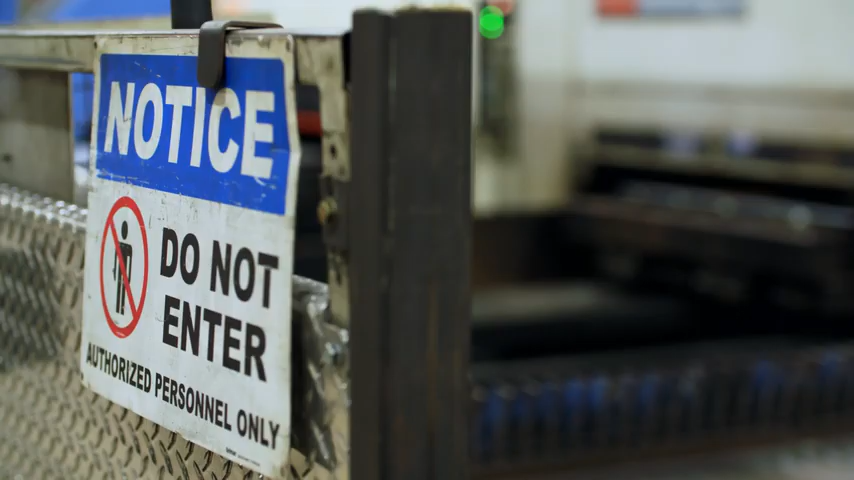 NOTICE
DO NOT
ENTER
AUTHORIZED PERSONNEL ONLY